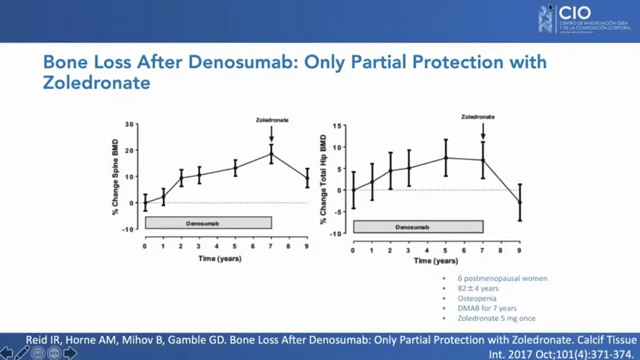 CIO
CENTRO DE INVESTIGACIÓN ÓSEA
Y DE LA COMPOSICIÓN CORPORAL
Bone Loss After Denosumab: Only Partial Protection with
Zoledronate
% Change Spine BMD
30
20
10
0
-10
Zoledronate
Denosumab
0 1 2 3 4 5 6 7 8 9
Time (years)
% Change Total Hip BMD
15
10
5
0
-5
-10
Zoledronate
Denosumab
0 1 2 3 4 5 6 7 8 9
Time (years)
6 postmenopausal women
82±4 years
Osteopenia
DMAB for 7 years
Zoledronate 5 mg once
Reid IR, Horne AM, Mihov B, Gamble GD. Bone Loss After Denosumab: Only Partial Protection with Zoledronate. Calcif Tissue
Int. 2017 Oct;101(4):371-374.